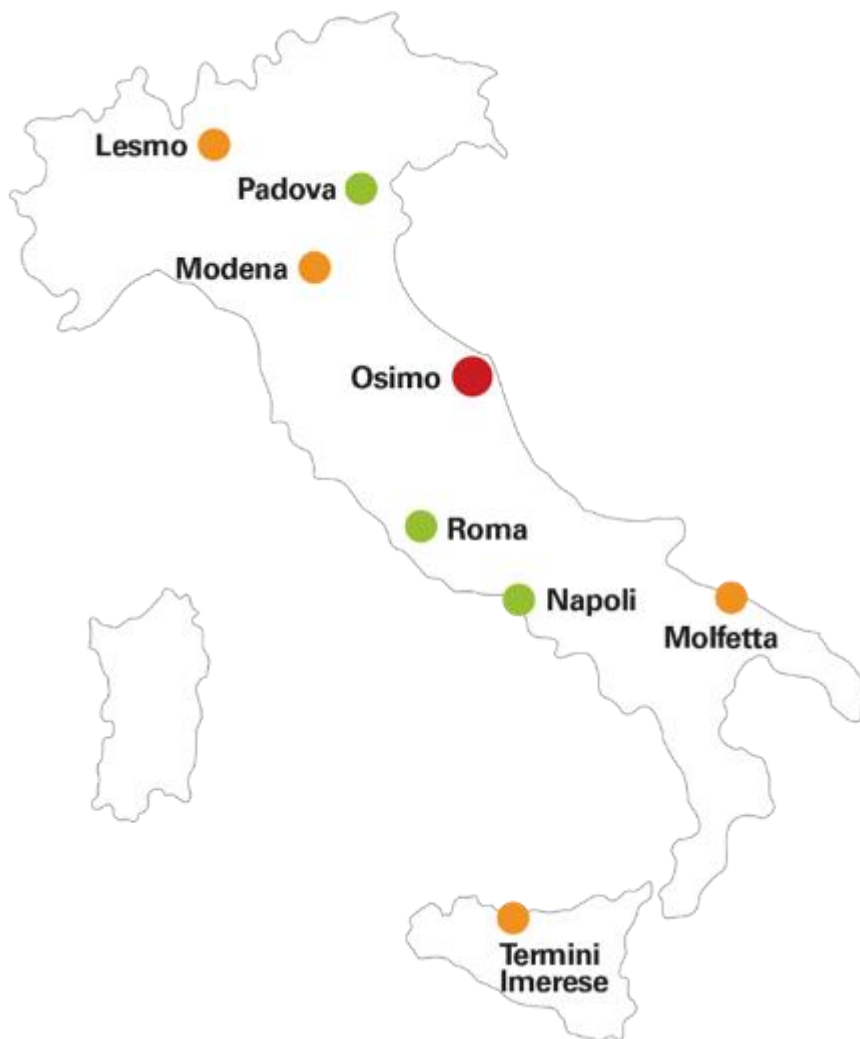 Lesmo
Padova
Modena
Osimo
Roma
Napoli
Molfetta
Termini
Imerese